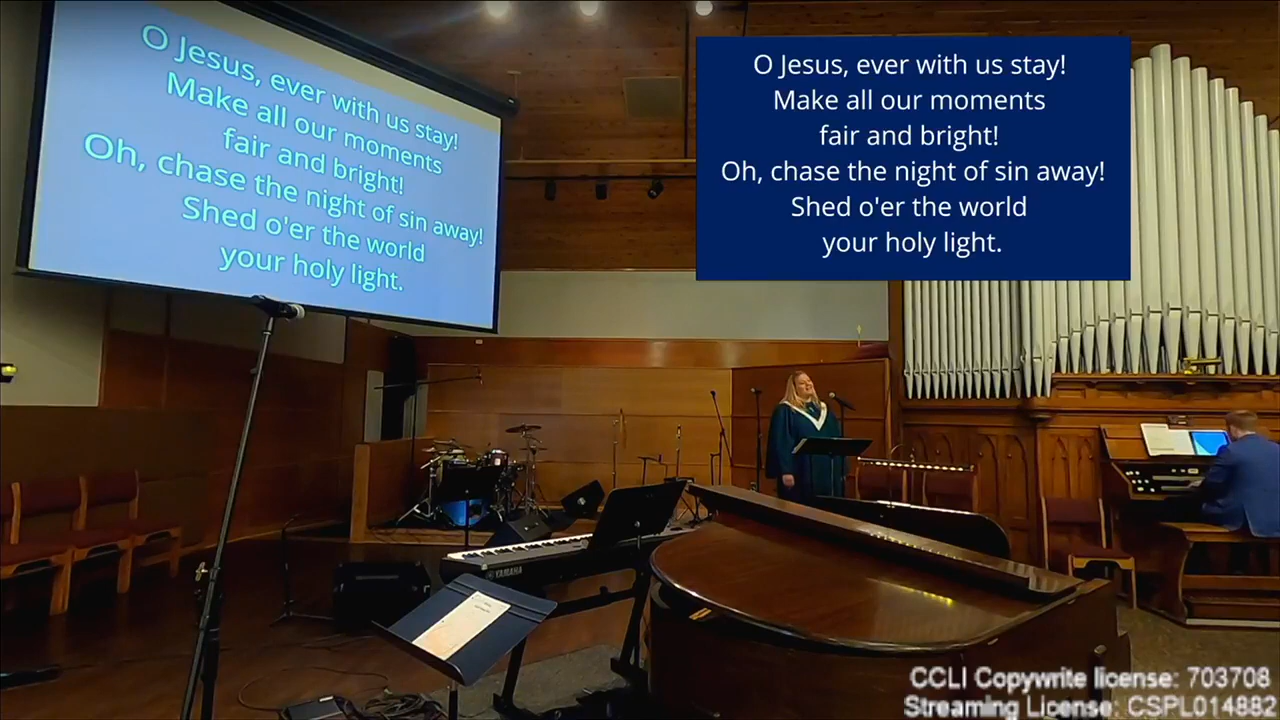 O Jesus, ever with us stay!
Make all our moments
fair and bright!
Oh, chase the night of sin away!
Shed o'er the world
your holy light.
O Jesus, ever with us stay!
Make all our moments
fair and bright!
Oh, chase the night of sin away!
Shed o'er the world
your holy light.
YAMAHA
CCLI Copywrite license: 703708
Streaming License: CSPL014882